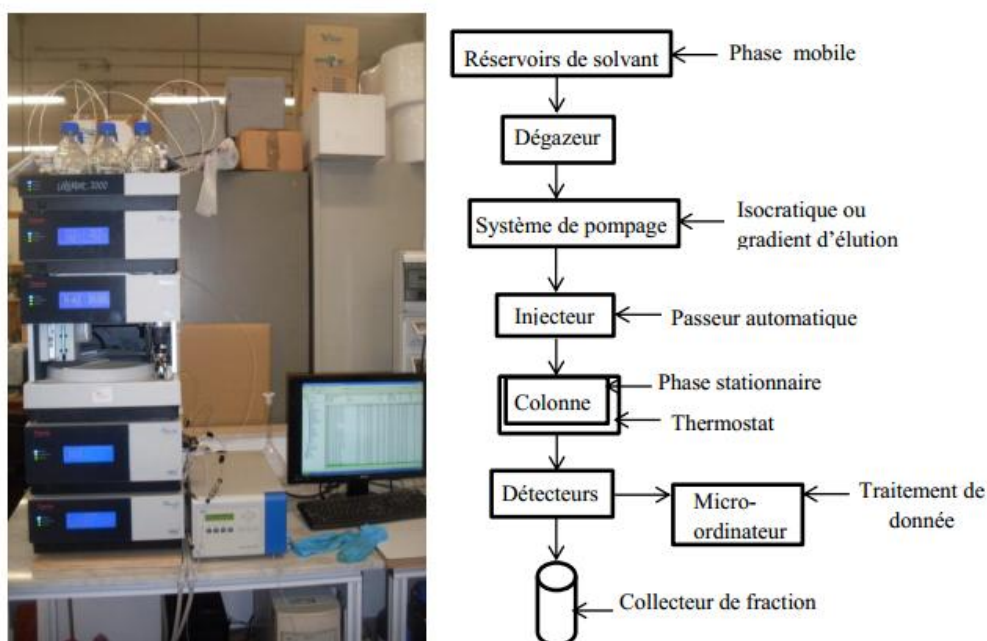 Réservoirs de solvant
Phase mobile
Dégazeur
Système de pompage
Isocratique ou
gradient d'élution
Injecteur
Passeur automatique
Colonne
Phase stationnaire
Thermostat
Détecteurs
Micro-
ordinateur
Traitement de
donnée
Collecteur de fraction